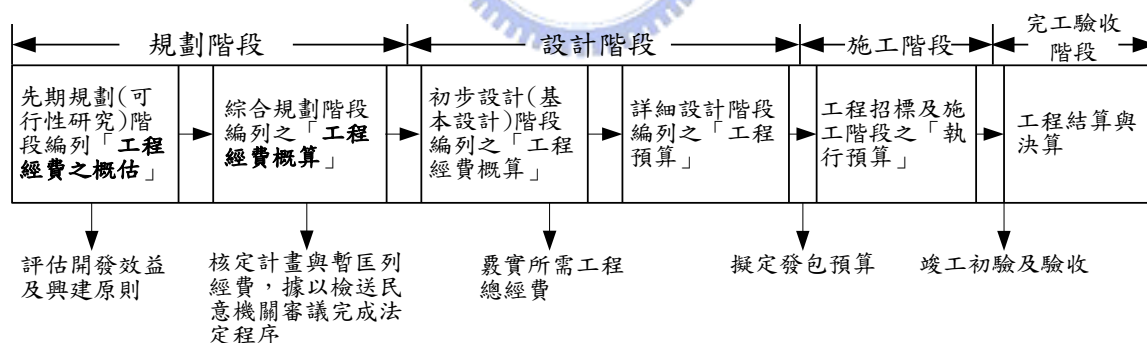 規劃階段
設計階段
施工階段
完工驗收
階段
先期規劃(可
行性研究)階
段編列「工程
經費之概估」
綜合規劃階段
編列之「工程
經費概算」
初步設計(基
本設計)階段
編列之「工程
經費概算」
詳細設計階段
編列之「工程
預算」
工程招標及施
工階段之「執
行預算」
工程結算與
決算
評估開發效益
及興建原則
核定計畫與暫匡列
經費，據以檢送民
意機關審議完成法
定程序
覈實所需工程
總經費
擬定發包預算
竣工初驗及驗收